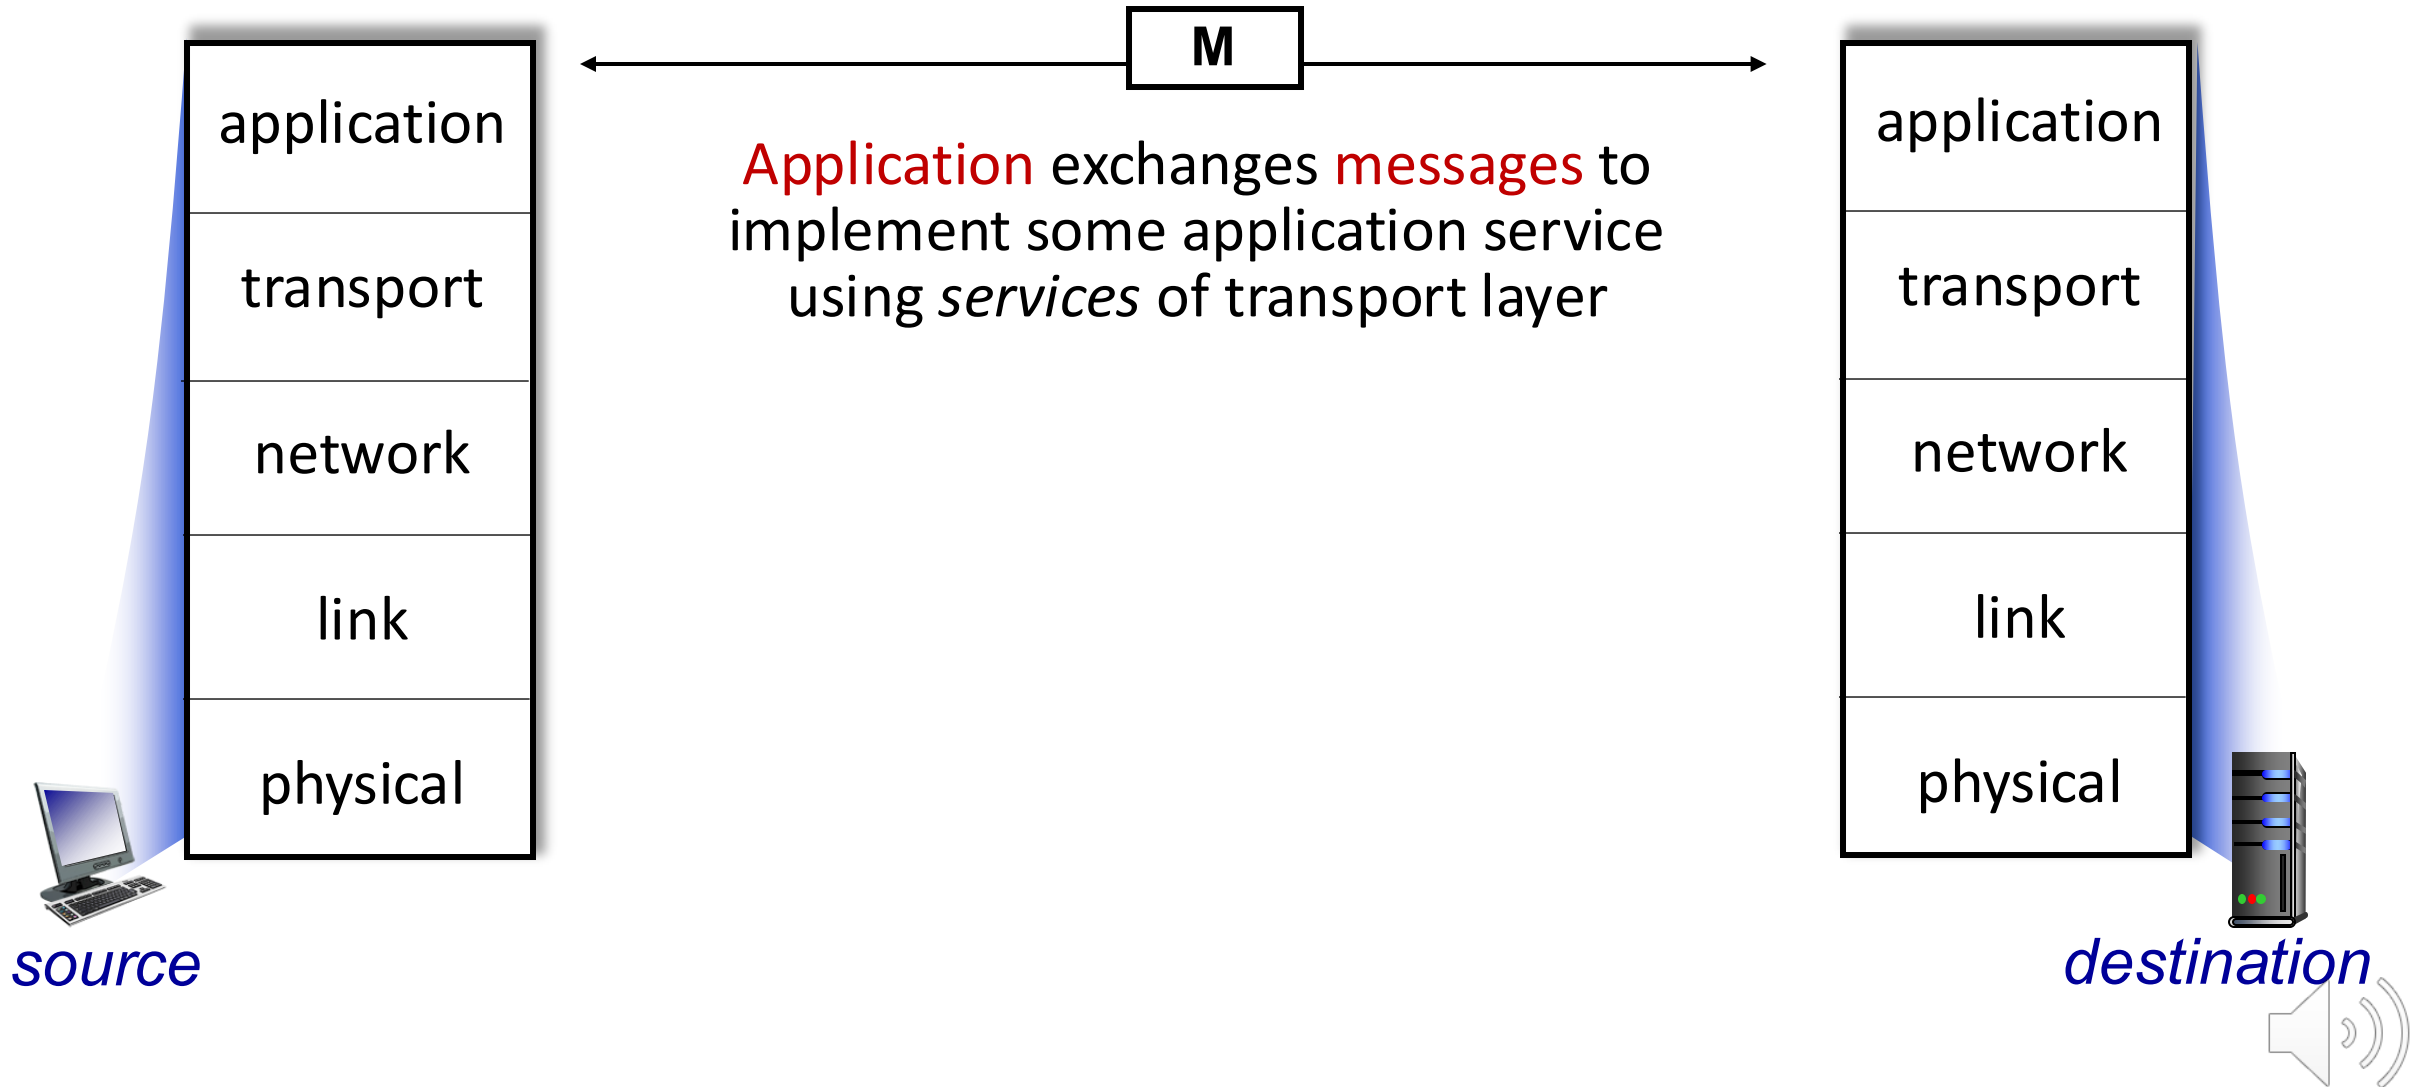 M
Application exchanges messages to
implement some application service
using services of transport layer
application
transport
network
link
physical
source
application
transport
network
link
physical
destination